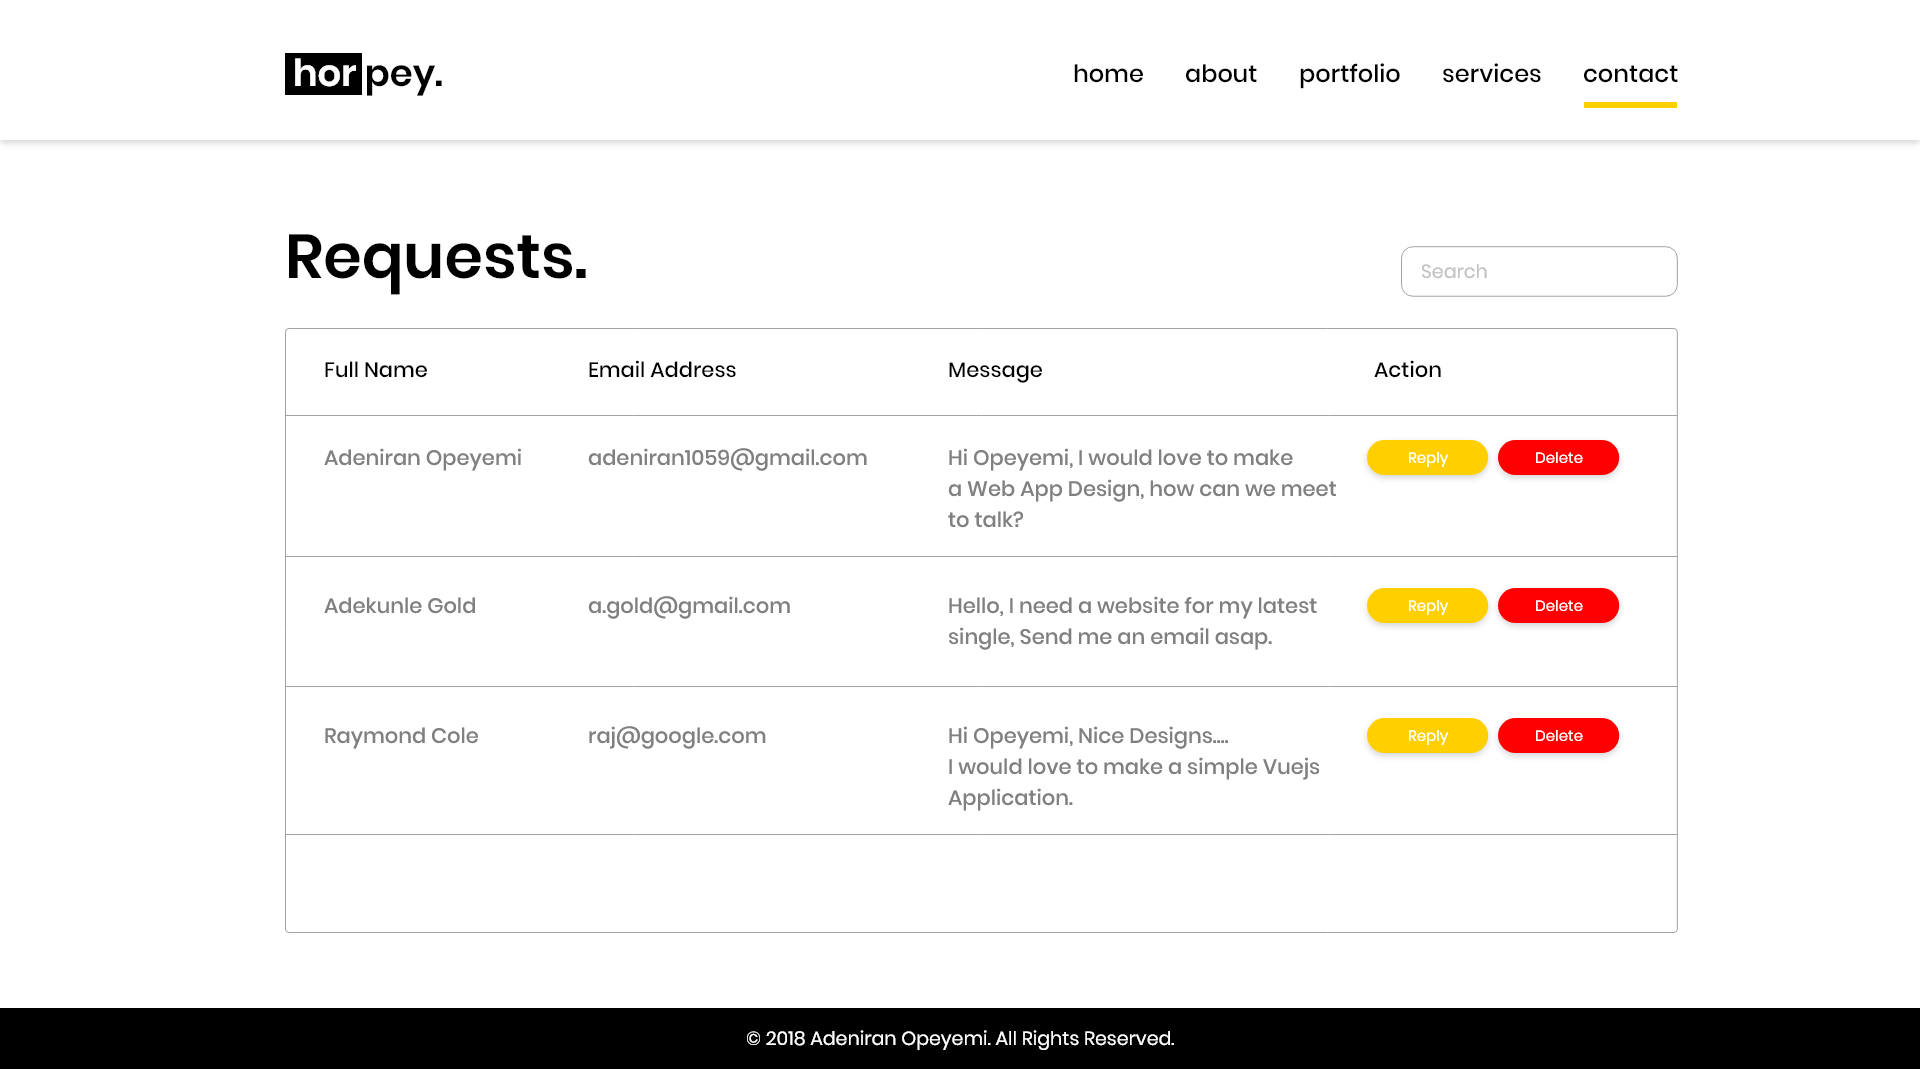 horpey.
home about portfolio services contact
Requests.
Search
Full Name Email Address Message Action
Adeniran Opeyemi adeniran1059@gmail.com Hi Opeyemi, I would love to make Reply Delete
a Web App Design, how can we meet
to talk?
Adekunle Gold a.gold@gmail.com Hello, I need a website for my latest Reply Delete
single, Send me an email asap.
Raymond Cole raj@google.com Hi Opeyemi, Nice Designs.... Reply Delete
I would love to make a simple Vuejs
Application.
© 2018 Adeniran Opeyemi. All Rights Reserved.